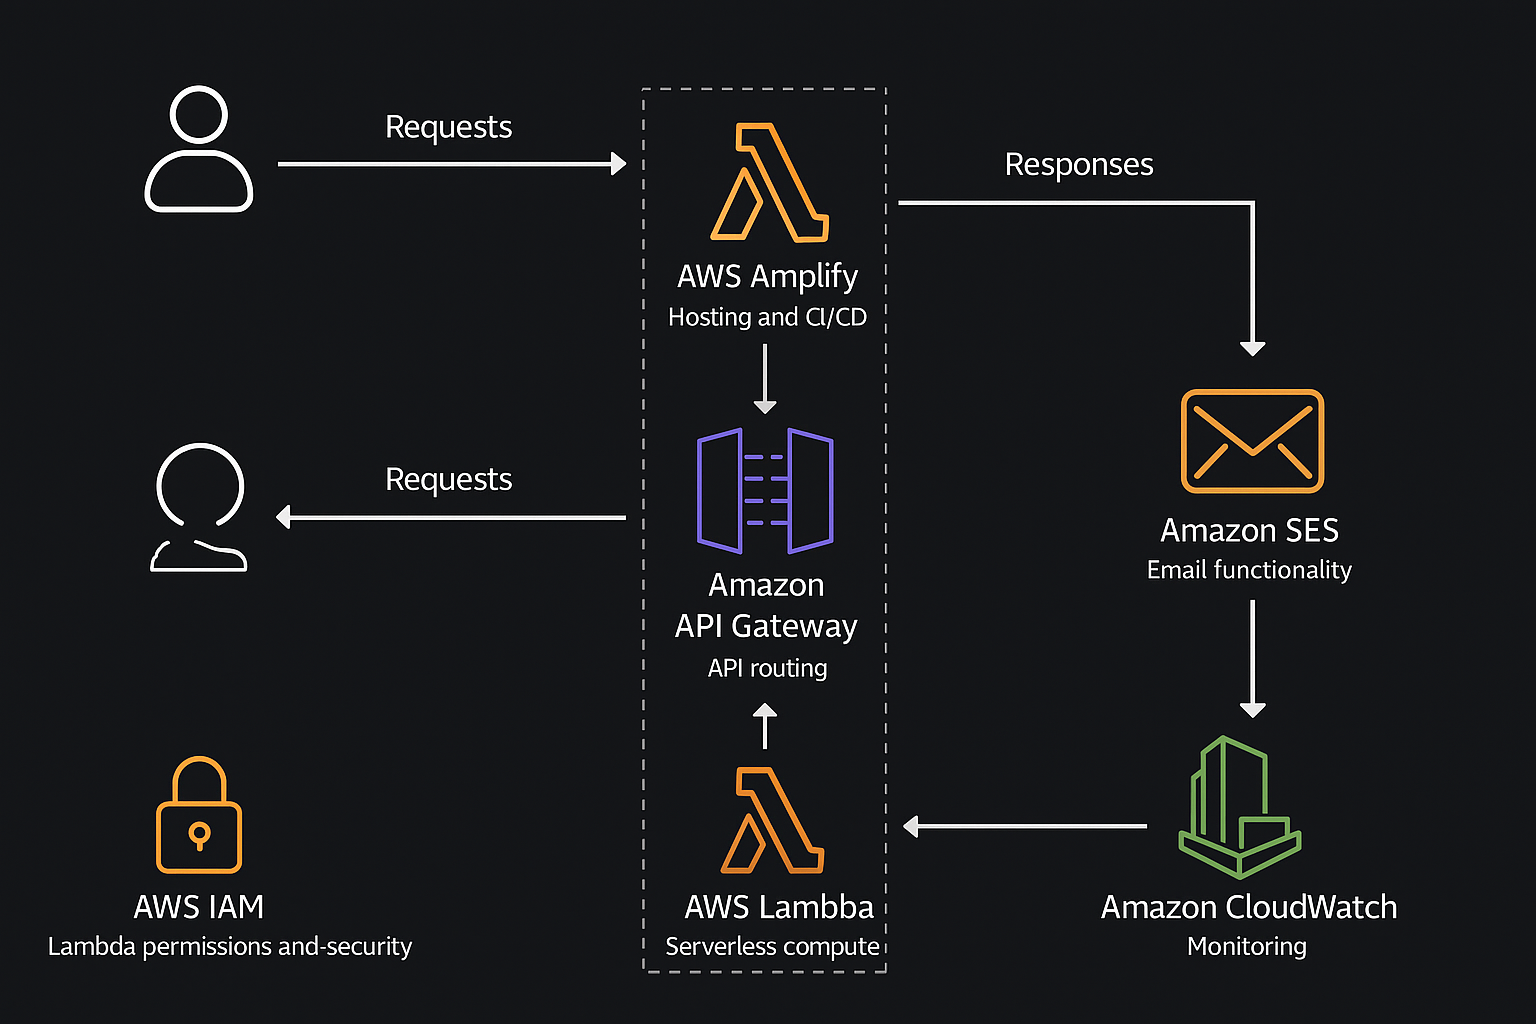 Requests
Responses
AWS Amplify
Hosting and CI/CD
Requests
Amazon
API Gateway
API routing
Amazon SES
Email functionality
AWS IAM
Lambda permissions and-security
AWS Lambba
Serverless compute
Amazon CloudWatch
Monitoring